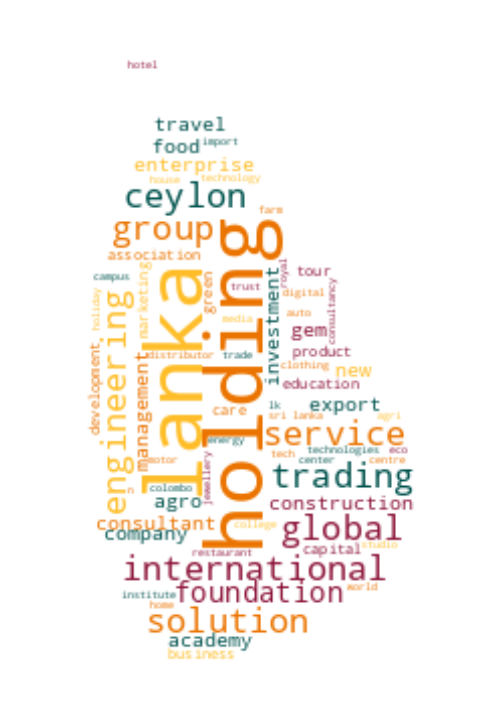 hotel
travel
food import
enterprise
house technology
ceylon
farm
group
association
holding
lanka
campus
holiday
engineering
marketing
green
trust
royal
tour
investment
consultancy
digital
auto
media
gem
development
distributor trade
product
management
clothing
new
education
care
lk
export
sri lanka agri
service
energy
technologies eco
tech
center centre
motor
jewellery
trading
n
colombo
agro
construction
consultant
college
global
company
capital studio
restaurant
international
foundation world
institute
home
solution
academy
business